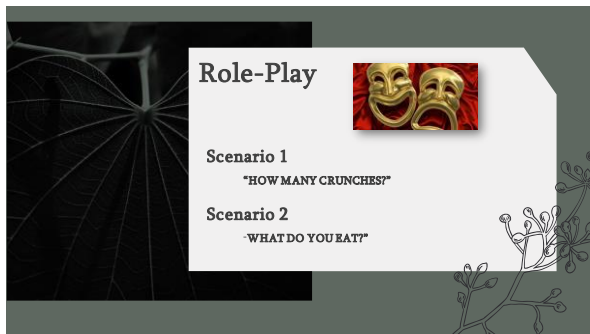 Role-Play
Scenario 1
“HOW MANY CRUNCHES?”
Scenario 2
-WHAT DO YOU EAT?”